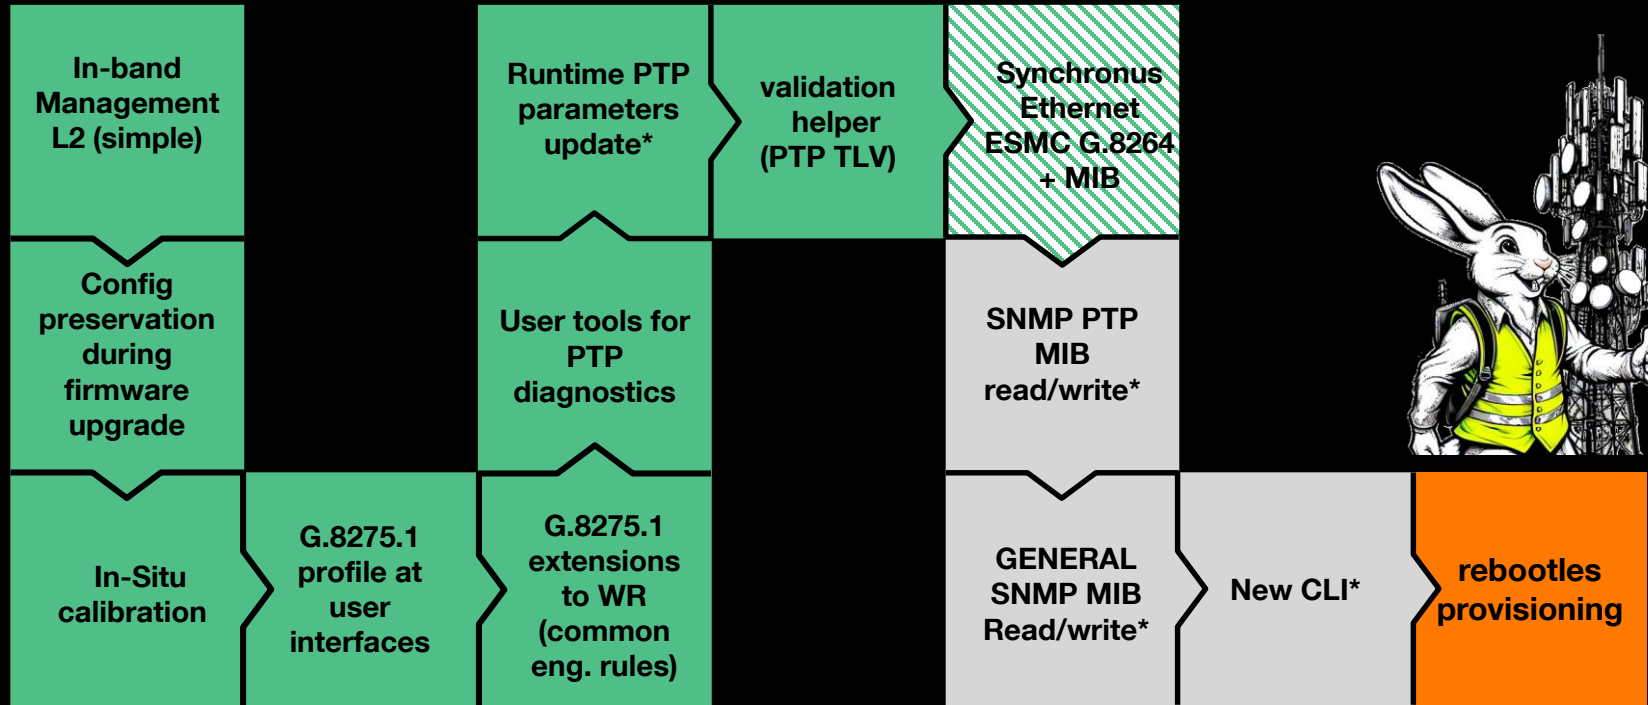 In-band
Management
L2 (simple)
Config
preservation
during
firmware
upgrade
In-Situ
calibration
G.8275.1
profile at
user
interfaces
G.8275.1
extensions
to WR
(common
eng. rules)
User tools for
PTP
diagnostics
Runtime PTP
parameters
update*
validation
helper
(PTP TLV)
Synchronus
Ethernet
ESMC G.8264
+ MIB
SNMP PTP
MIB
read/write*
GENERAL
SNMP MIB
Read/write*
New CLI*
rebootles
provisioning